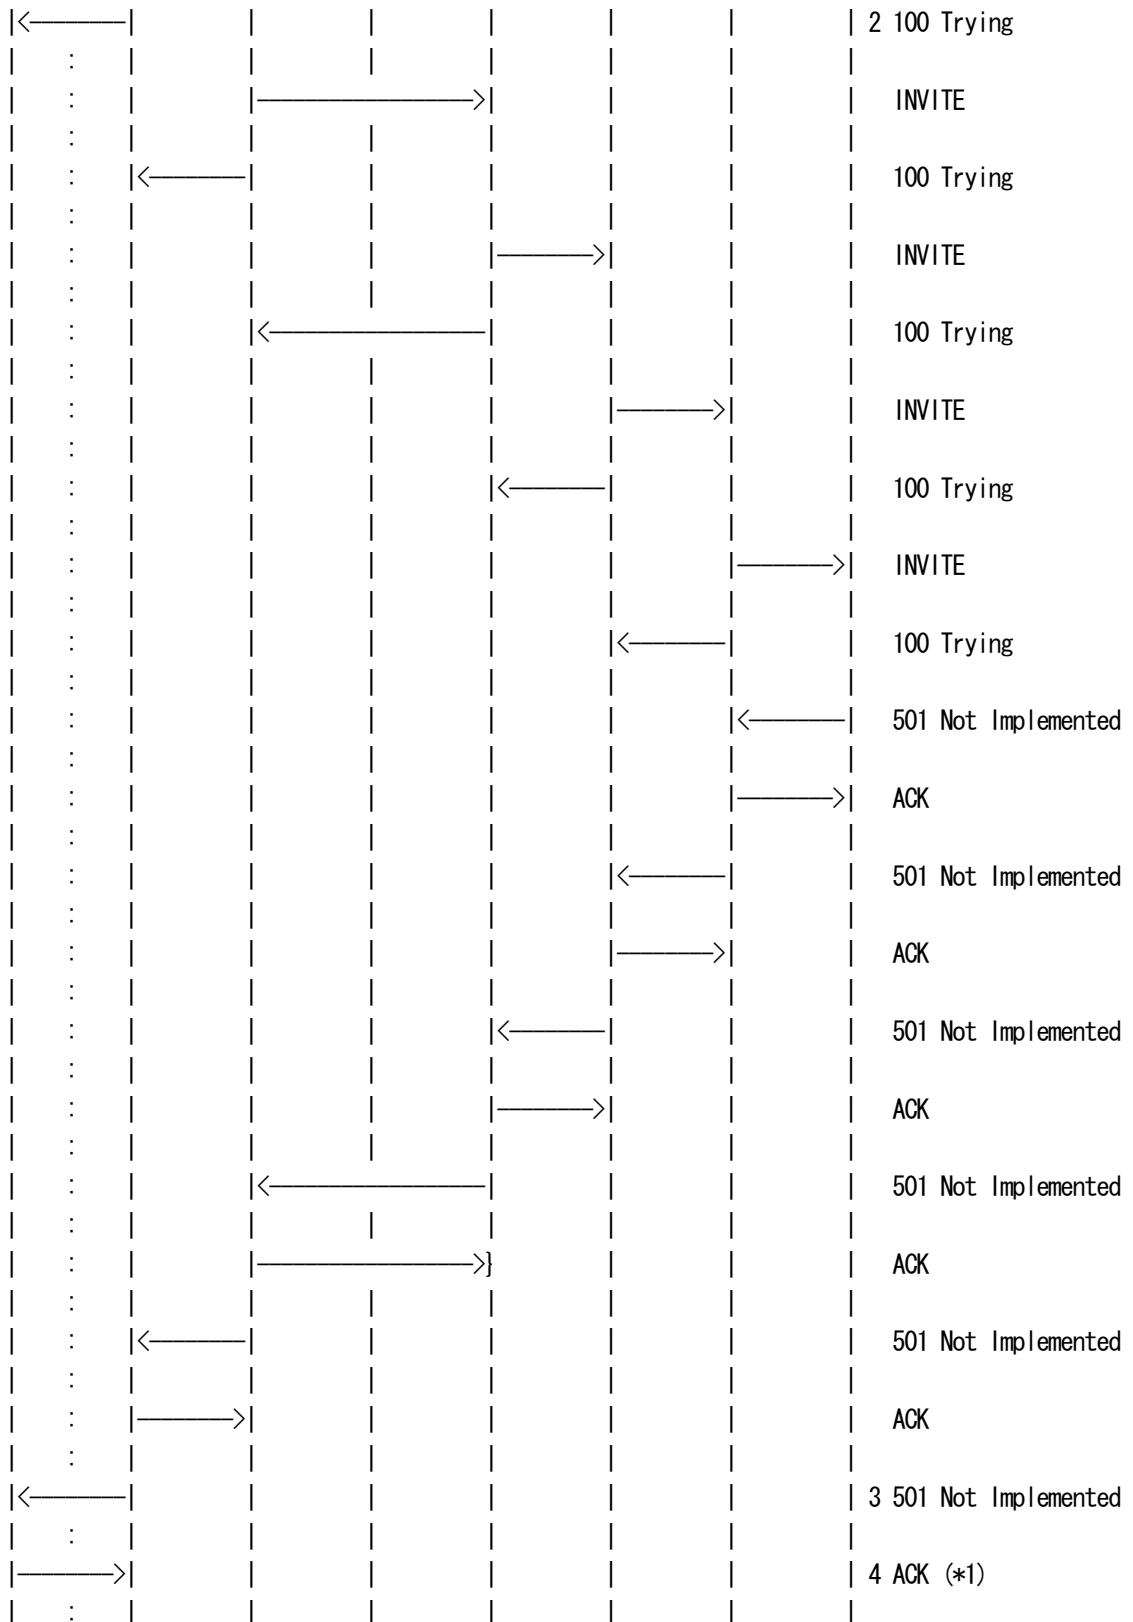 2 100 Trying
INVITE
100 Trying
INVITE
100 Trying
INVITE
100 Trying
INVITE
100 Trying
501 Not Implemented
ACK
501 Not Implemented
ACK
501 Not Implemented
ACK
501 Not Implemented
ACK
501 Not Implemented
ACK
3 501 Not Implemented
4 ACK (*1)